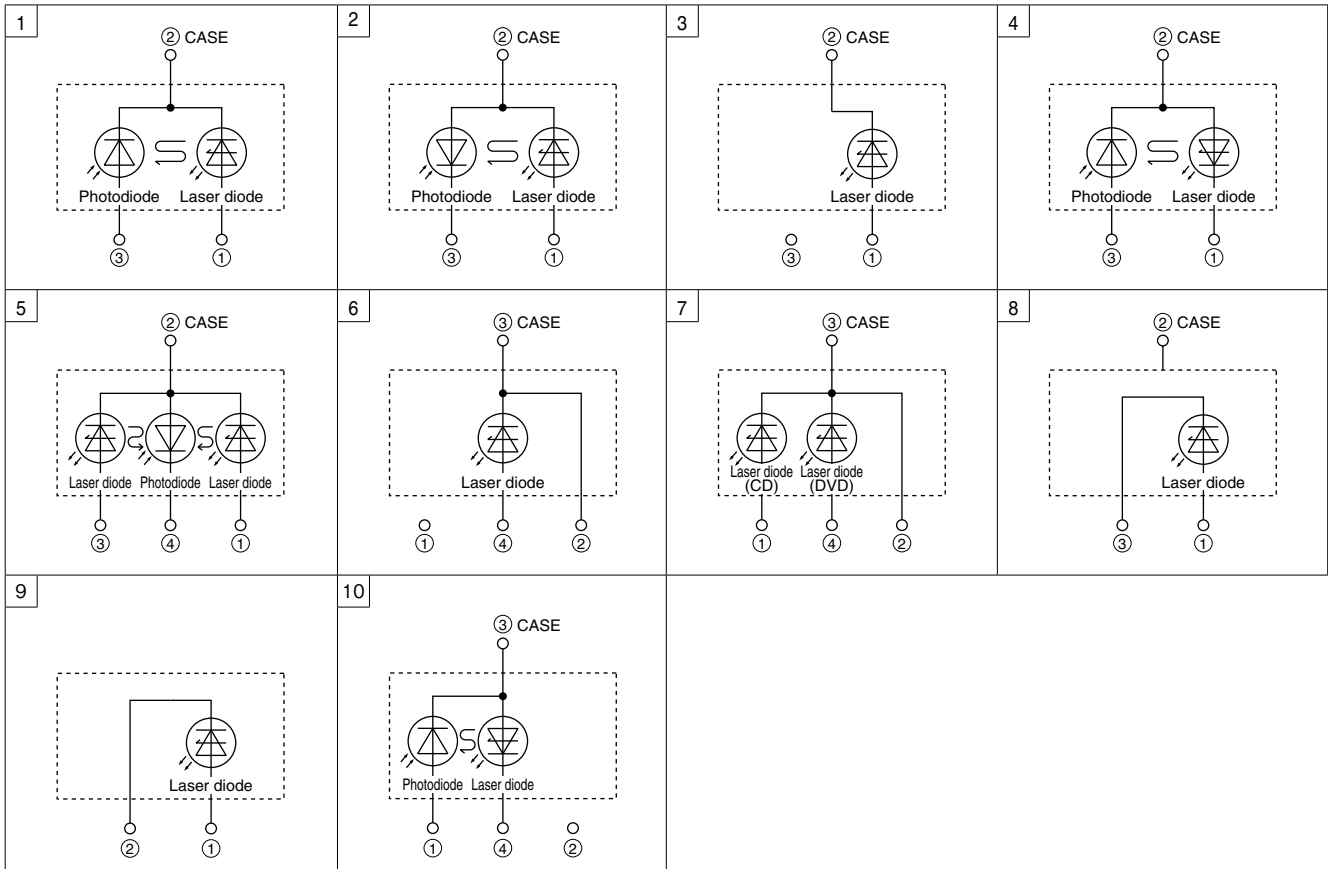 1
② CASE
Photodiode Laser diode
③ ①
2
② CASE
Photodiode Laser diode
③ ①
3
② CASE
Laser diode
③ ①
4
② CASE
Photodiode Laser diode
③ ①
5
② CASE
Laser diode Photodiode Laser diode
③ ④ ①
6
③ CASE
Laser diode
① ④ ②
7
③ CASE
Laser diode Laser diode
(CD) (DVD)
① ④ ②
8
② CASE
Laser diode
③ ①
9
Laser diode
② ①
10
③ CASE
Photodiode Laser diode
① ④ ②